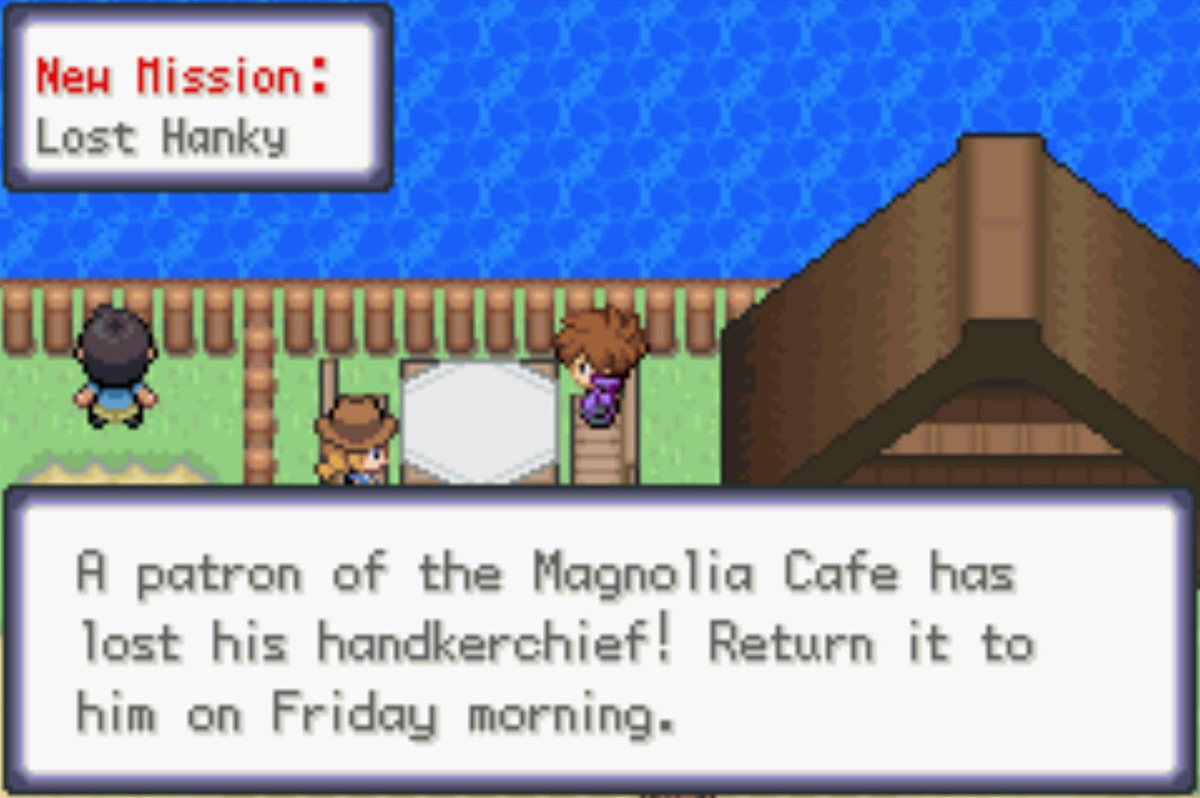 New Mission:
Lost Hanky
A patron of the Magnolia Cafe has
lost his handkerchief! Return it to
him on Friday morning.